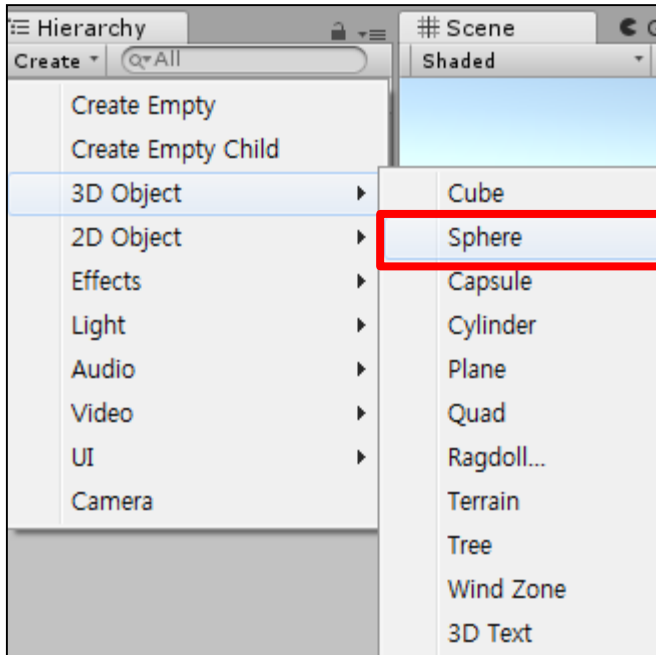 Hierarchy
Create
All
Create Empty
Create Empty Child
3D Object
2D Object
Effects
Light
Audio
Video
UI
Camera
Scene
Shaded
Cube
Sphere
Capsule
Cylinder
Plane
Quad
Ragdoll...
Terrain
Tree
Wind Zone
3D Text